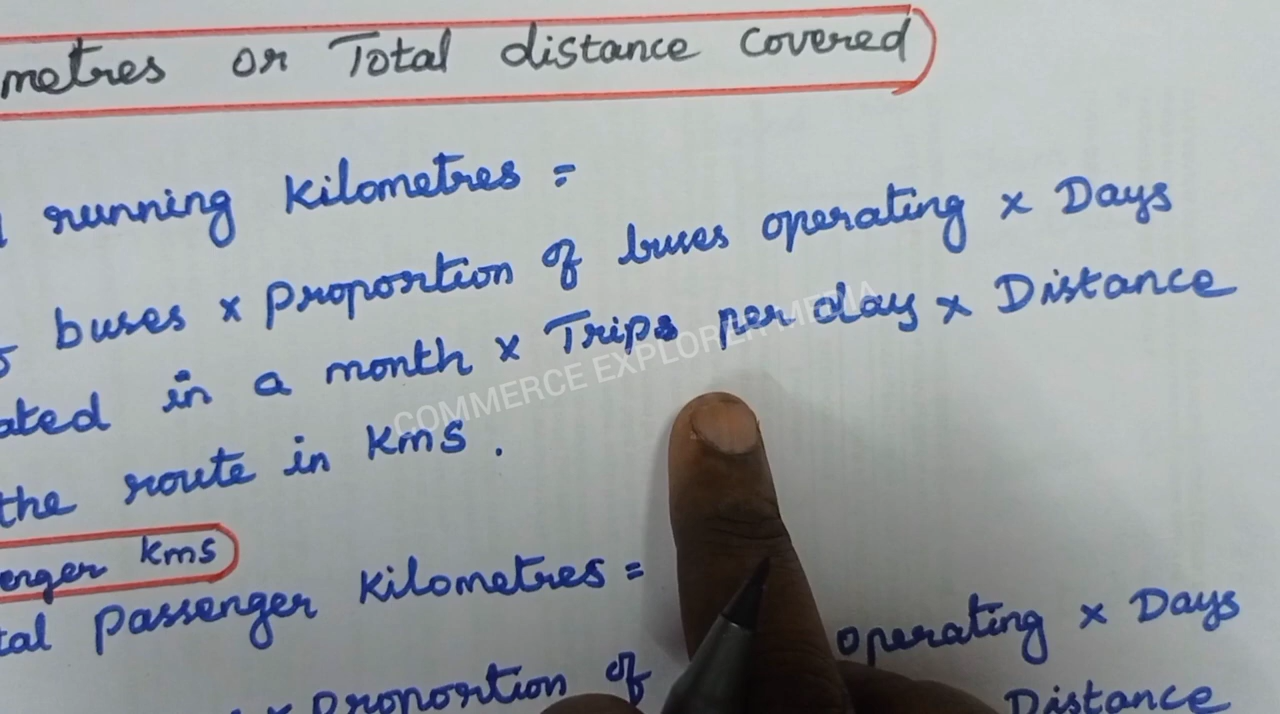 metres or Total distance covered
running kilometres =
buses x proportion of buses operating x Days
ated in a month x Trips per day x Distance
the route in kms.
COMMERCE EXPLORER MEDIA
enger kms
tal passenger kilometres =
x proportion of operating x Days
Distance